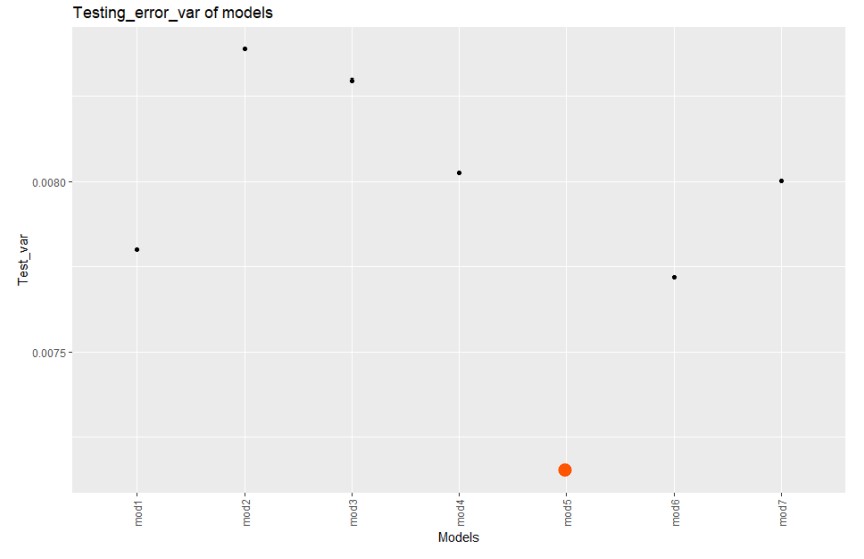 Testing_error_var of models
0.0080
0.0075
Test_var
mod1 mod2 mod3 mod4 mod5 mod6 mod7
Models